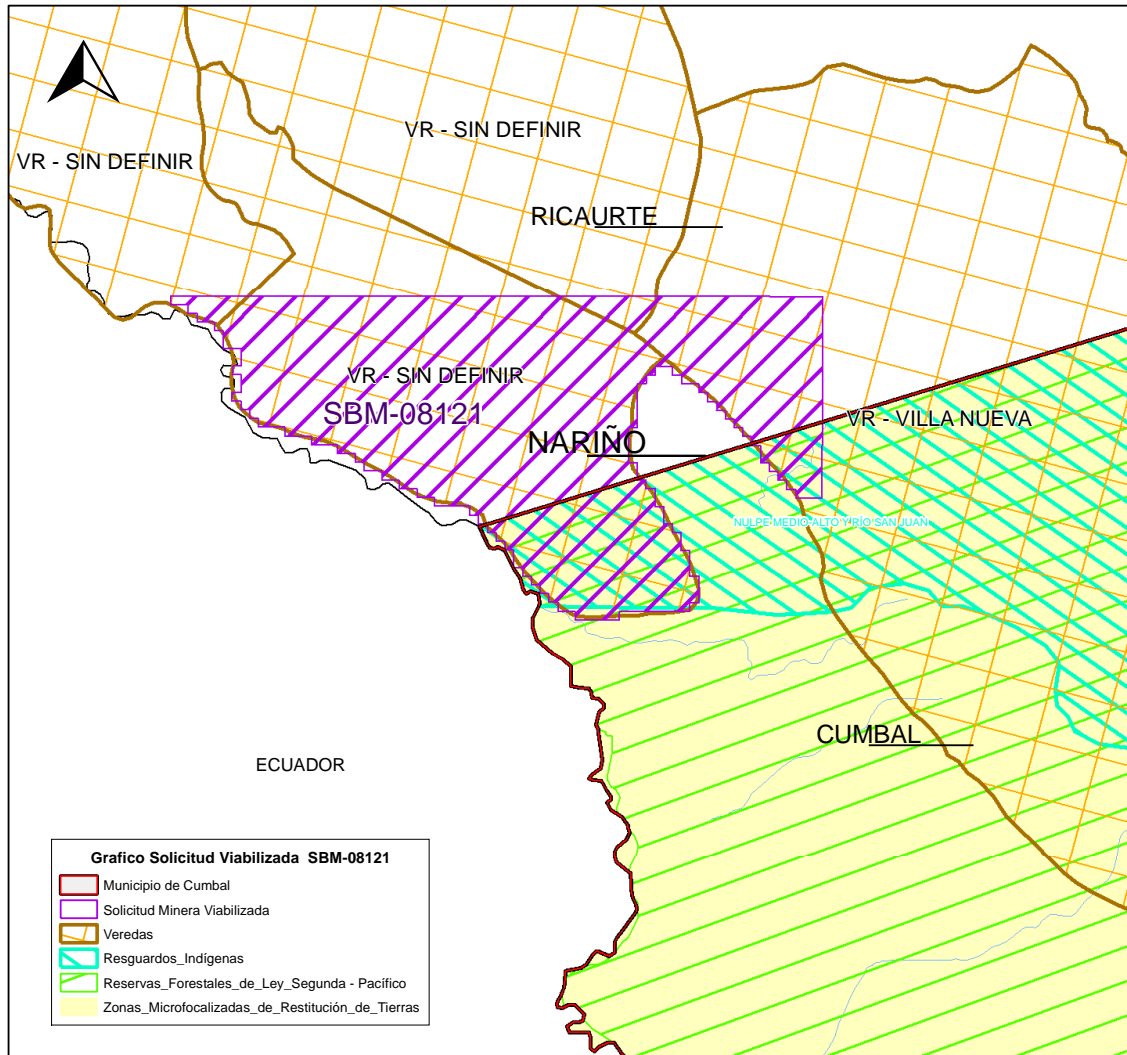 VR - SIN DEFINIR
VR - SIN DEFINIR
RICAURTE
VR - SIN DEFINIR
SBM-08121
NARIÑO
VR - VILLA NUEVA
NULPE MEDIO-ALTO Y RÍO SAN JUAN
CUMBAL
ECUADOR
Grafico Solicitud Viabilizada SBM-08121
Municipio de Cumbal
Solicitud Minera Viabilizada
Veredas
Resguardos_Indígenas
Reservas_Forestales_de_Ley_Segunda - Pacífico
Zonas_Microfocalizadas_de_Restitución_de_Tierras